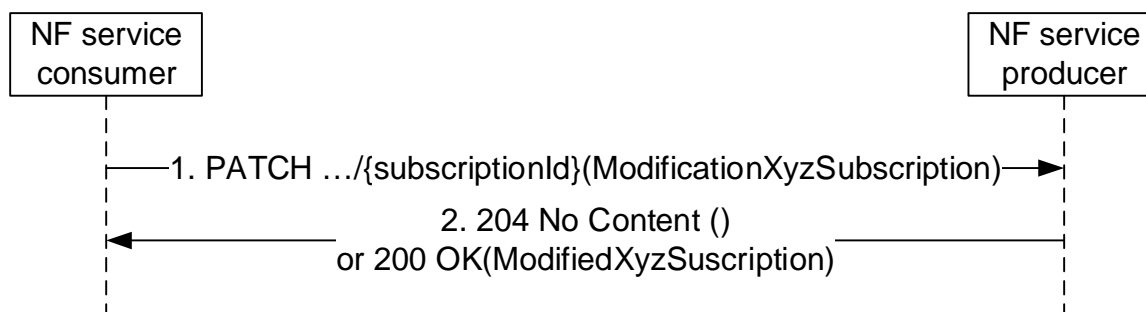 NF service
consumer
NF service
producer
1. PATCH …/{subscriptionId}(ModificationXyzSubscription)
2. 204 No Content ()
or 200 OK(ModifiedXyzSuscription)